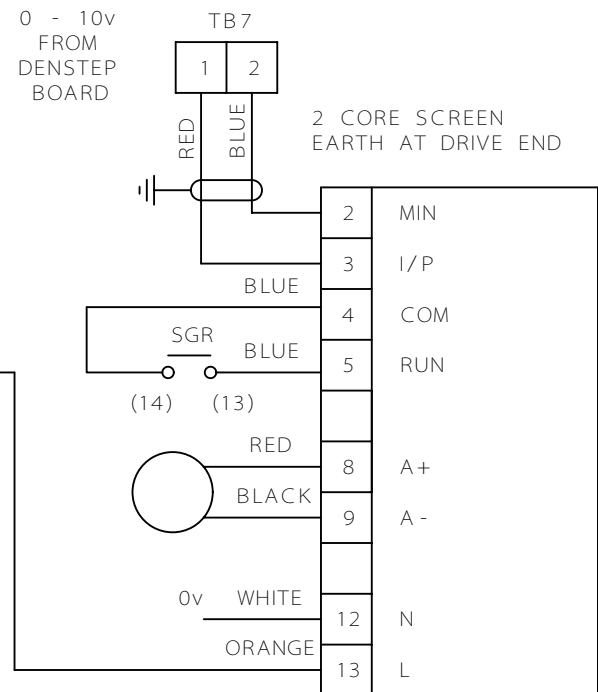 0 - 10v
FROM
DENSTEP
BOARD
TB7
1 2
RED
BLUE
2 CORE SCREEN
EARTH AT DRIVE END
2 MIN
3 I/P
BLUE
4 COM
SGR
BLUE
5 RUN
(14) (13)
RED
8 A+
BLACK
9 A-
0v WHITE
12 N
ORANGE
13 L